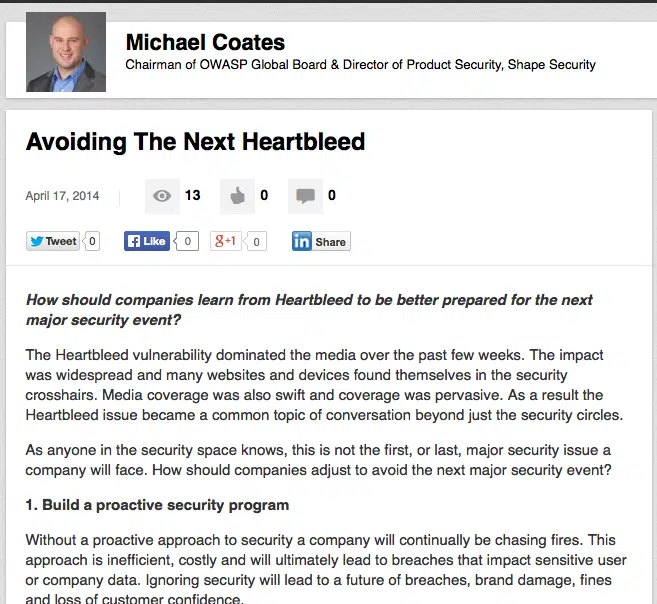 Michael Coates
Chairman of OWASP Global Board & Director of Product Security, Shape Security
Avoiding The Next Heartbleed
April 17, 2014
13
0
0
Tweet
0
f Like
0
g+1
0
in Share
How should companies learn from Heartbleed to be better prepared for the next
major security event?
The Heartbleed vulnerability dominated the media over the past few weeks. The impact
was widespread and many websites and devices found themselves in the security
crosshairs. Media coverage was also swift and coverage was pervasive. As a result the
Heartbleed issue became a common topic of conversation beyond just the security circles.
As anyone in the security space knows, this is not the first, or last, major security issue a
company will face. How should companies adjust to avoid the next major security event?
1. Build a proactive security program
Without a proactive approach to security a company will continually be chasing fires. This
approach is inefficient, costly and will ultimately lead to breaches that impact sensitive user
or company data. Ignoring security will lead to a future of breaches, brand damage, fines
and loss of customer confidence.